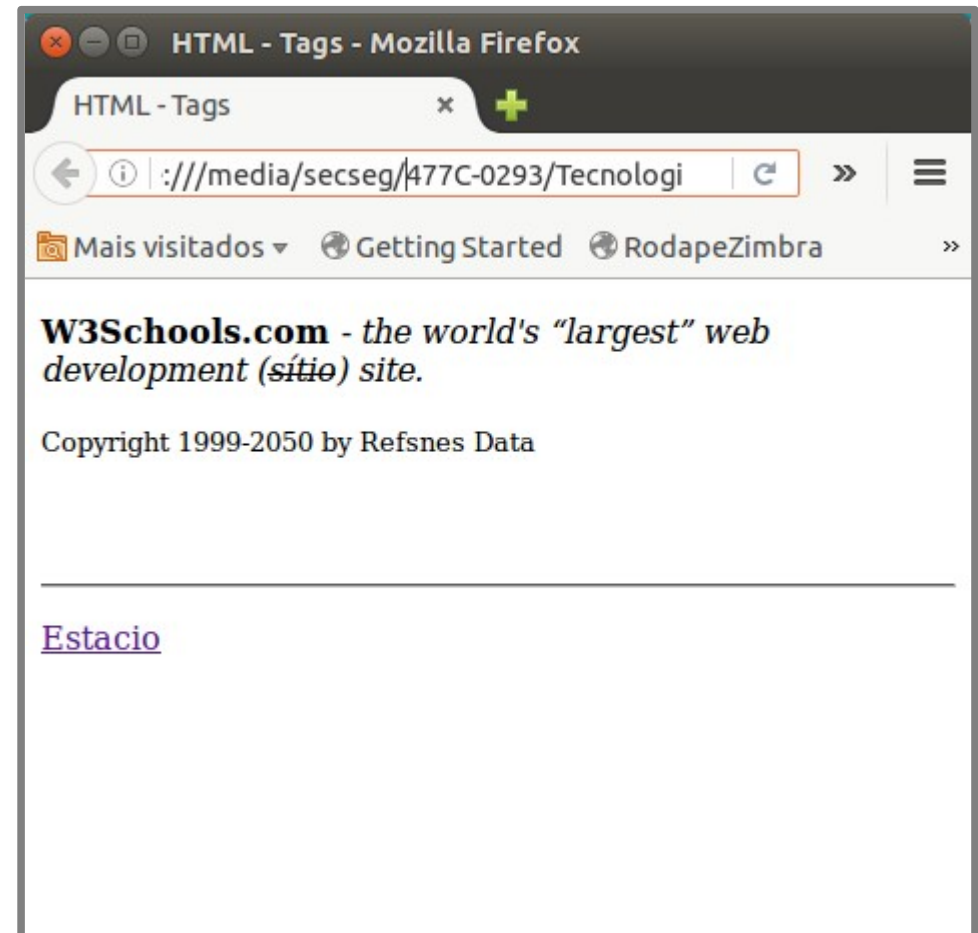 HTML - Tags - Mozilla Firefox
HTML - Tags
:///media/secseg/477C-0293/Tecnologi
Mais visitados Getting Started RodapeZimbra »
W3Schools.com - the world's “largest” web
development (sítio) site.
Copyright 1999-2050 by Refsnes Data
Estacio